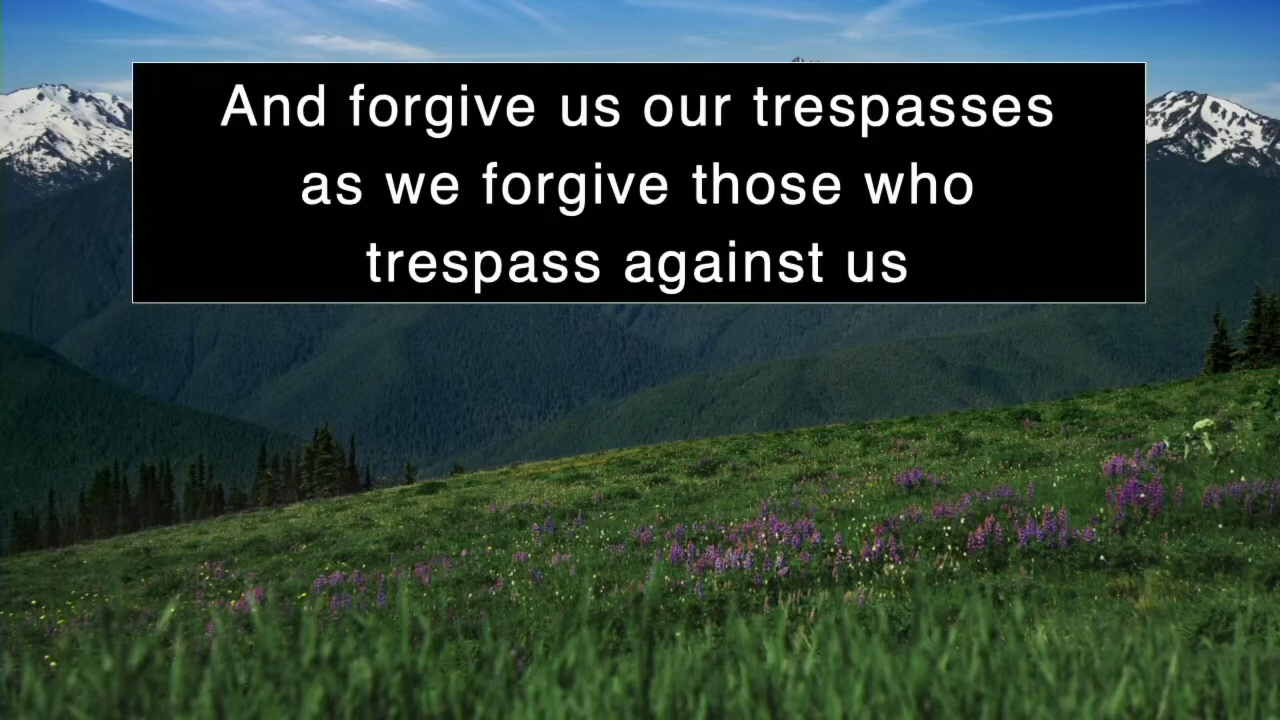 And forgive us our trespasses
as we forgive those who
trespass against us